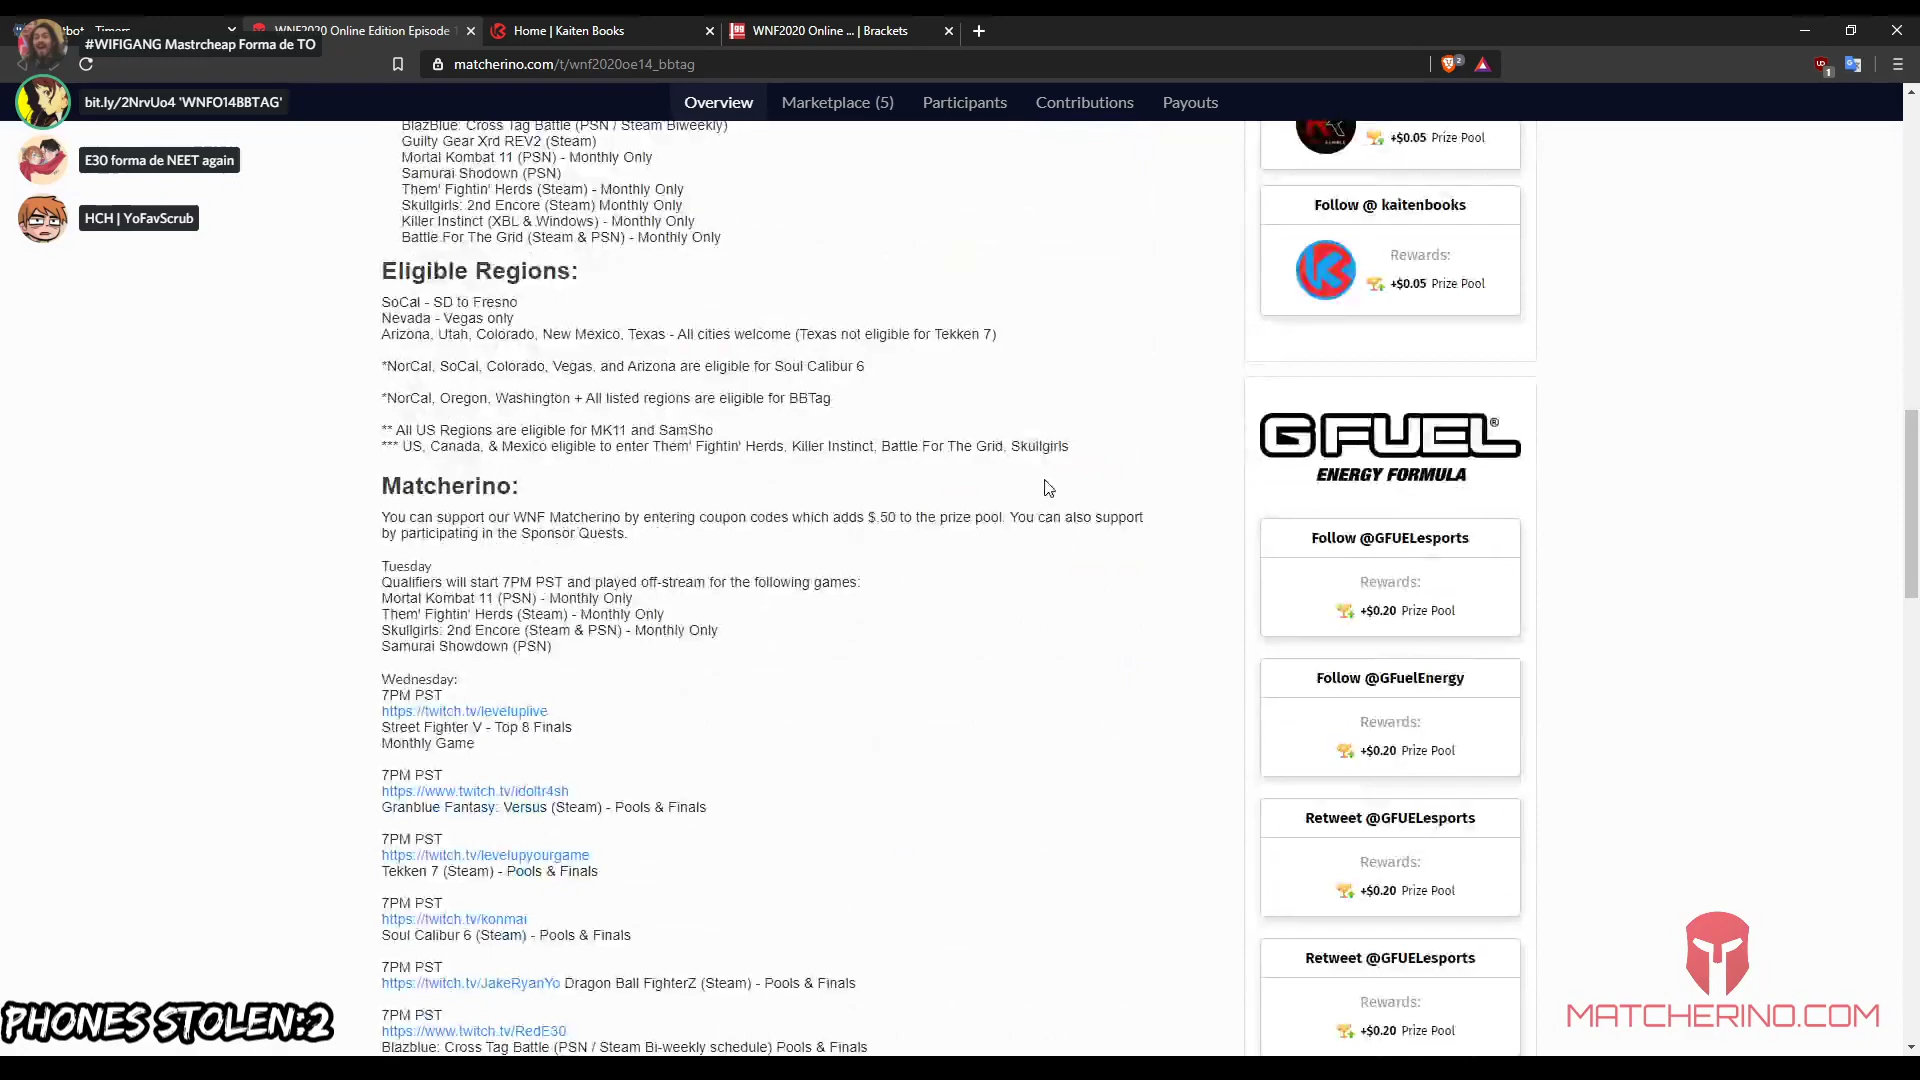 WNF2020 Online Edition Episode 1
Home | Kaiten Books
WNF2020 Online ... | Brackets
#WIFIGANG Mastrcheap Forma de TO
matcherino.com/t/wnf2020oe14_bbtag
2
1
bit.ly/2NrvUo4 'WNFO14BBTAG'
E30 forma de NEET again
HCH | YoFavScrub
Overview
Marketplace (5)
Participants
Contributions
Payouts
BlazBlue: Cross Tag Battle (PSN / Steam Biweekly)
Guilty Gear Xrd REV2 (Steam)
Mortal Kombat 11 (PSN) - Monthly Only
Samurai Shodown (PSN)
Them' Fightin' Herds (Steam) - Monthly Only
Skullgirls: 2nd Encore (Steam) Monthly Only
Killer Instinct (XBL & Windows) - Monthly Only
Battle For The Grid (Steam & PSN) - Monthly Only
Eligible Regions:
SoCal - SD to Fresno
Nevada - Vegas only
Arizona, Utah, Colorado, New Mexico, Texas - All cities welcome (Texas not eligible for Tekken 7)
*NorCal, SoCal, Colorado, Vegas, and Arizona are eligible for Soul Calibur 6
*NorCal, Oregon, Washington + All listed regions are eligible for BBTag
** All US Regions are eligible for MK11 and SamSho
*** US, Canada, & Mexico eligible to enter Them' Fightin' Herds, Killer Instinct, Battle For The Grid, Skullgirls
Matcherino:
You can support our WNF Matcherino by entering coupon codes which adds $.50 to the prize pool. You can also support
by participating in the Sponsor Quests.
Tuesday
Qualifiers will start 7PM PST and played off-stream for the following games:
Mortal Kombat 11 (PSN) - Monthly Only
Them' Fightin' Herds (Steam) - Monthly Only
Skullgirls: 2nd Encore (Steam & PSN) - Monthly Only
Samurai Showdown (PSN)
Wednesday:
7PM PST
https://twitch.tv/leveluplive
Street Fighter V - Top 8 Finals
Monthly Game
7PM PST
https://www.twitch.tv/idoltr4sh
Granblue Fantasy: Versus (Steam) - Pools & Finals
7PM PST
https://twitch.tv/levelupyourgame
Tekken 7 (Steam) - Pools & Finals
7PM PST
https://twitch.tv/konmai
Soul Calibur 6 (Steam) - Pools & Finals
7PM PST
https://twitch.tv/JakeRyanYo Dragon Ball FighterZ (Steam) - Pools & Finals
7PM PST
https://www.twitch.tv/RedE30
Blazblue: Cross Tag Battle (PSN / Steam Bi-weekly schedule) Pools & Finals
+$0.05 Prize Pool
Follow @ kaitenbooks
Rewards:
+$0.05 Prize Pool
G FUEL®
ENERGY FORMULA
Follow @GFUELesports
Rewards:
+$0.20 Prize Pool
Follow @GFuelEnergy
Rewards:
+$0.20 Prize Pool
Retweet @GFUELesports
Rewards:
+$0.20 Prize Pool
Retweet @GFUELesports
Rewards:
+$0.20 Prize Pool
PHONES STOLEN:2
MATCHERINO.COM